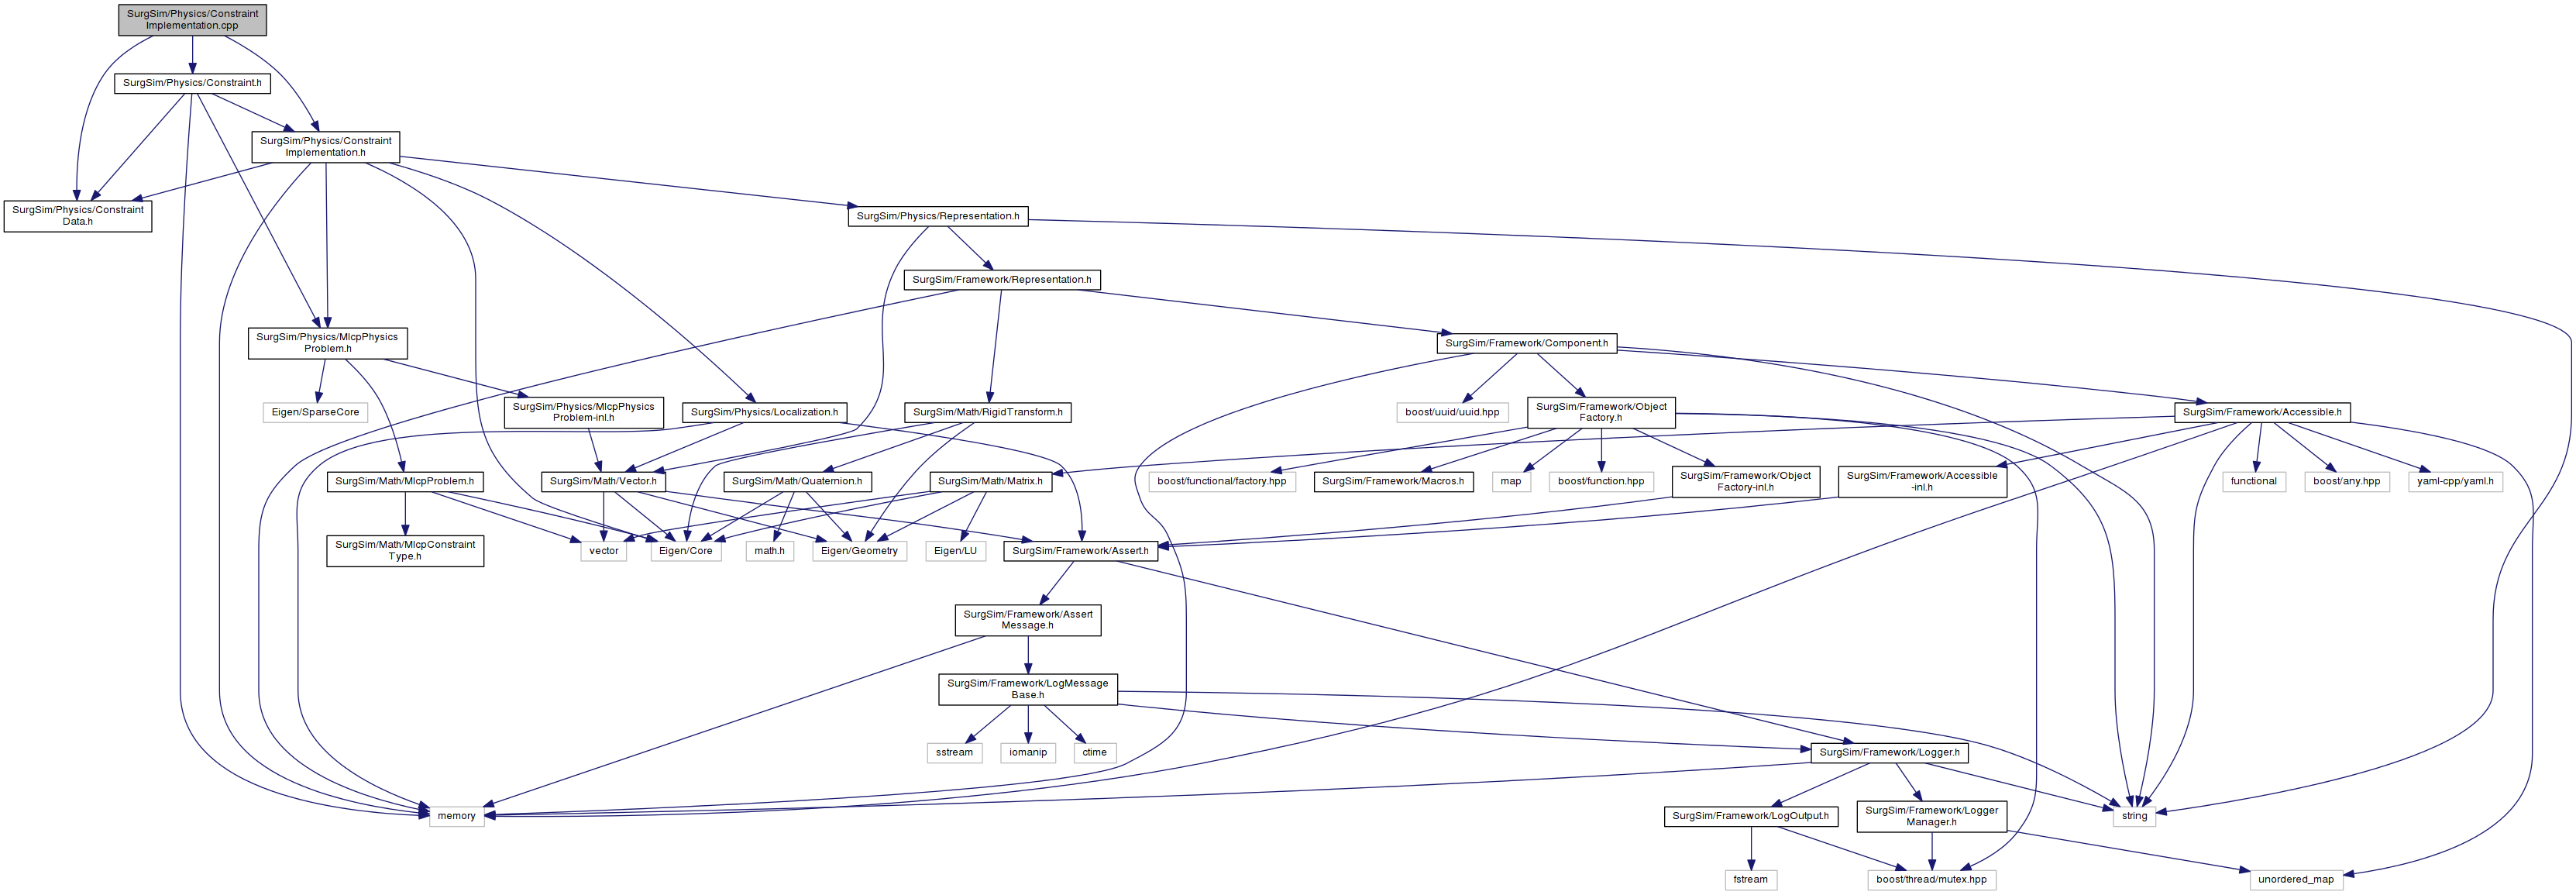 SurgSim/Physics/Constraint
Implementation.cpp
SurgSim/Physics/Constraint.h
SurgSim/Physics/Constraint
Implementation.h
SurgSim/Physics/Constraint
Data.h
SurgSim/Physics/Representation.h
SurgSim/Framework/Representation.h
SurgSim/Physics/MlcpPhysics
Problem.h
SurgSim/Framework/Component.h
Eigen/SparseCore
SurgSim/Physics/MlcpPhysics
Problem-inl.h
SurgSim/Physics/Localization.h
SurgSim/Math/RigidTransform.h
boost/uuid/uuid.hpp
SurgSim/Framework/Object
Factory.h
SurgSim/Framework/Accessible.h
SurgSim/Math/MlcpProblem.h
SurgSim/Math/Vector.h
SurgSim/Math/Quaternion.h
SurgSim/Math/Matrix.h
boost/functional/factory.hpp
SurgSim/Framework/Macros.h
map
boost/function.hpp
SurgSim/Framework/Object
Factory-inl.h
SurgSim/Framework/Accessible
-inl.h
functional
boost/any.hpp
yaml-cpp/yaml.h
SurgSim/Math/MlcpConstraint
Type.h
vector
Eigen/Core
math.h
Eigen/Geometry
Eigen/LU
SurgSim/Framework/Assert.h
SurgSim/Framework/Assert
Message.h
SurgSim/Framework/LogMessage
Base.h
sstream
iomanip
ctime
SurgSim/Framework/Logger.h
memory
SurgSim/Framework/LogOutput.h
SurgSim/Framework/Logger
Manager.h
string
fstream
boost/thread/mutex.hpp
unordered_map